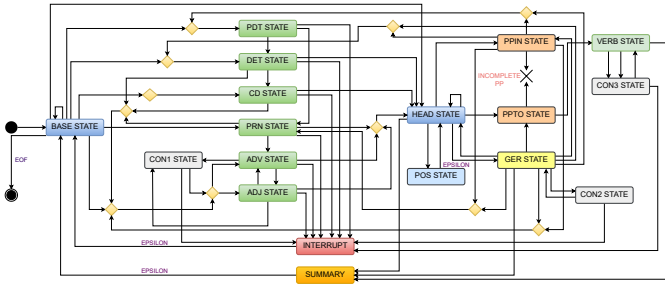 PDT STATE
PPIN STATE
VERB STATE
DET STATE
INCOMPLETE
PP
CON3 STATE
CD STATE
BASE STATE
PRN STATE
HEAD STATE
PPTO STATE
EOF
CON1 STATE
ADV STATE
EPSILON
GER STATE
POS STATE
ADJ STATE
CON2 STATE
EPSILON
INTERRUPT
EPSILON
SUMMARY